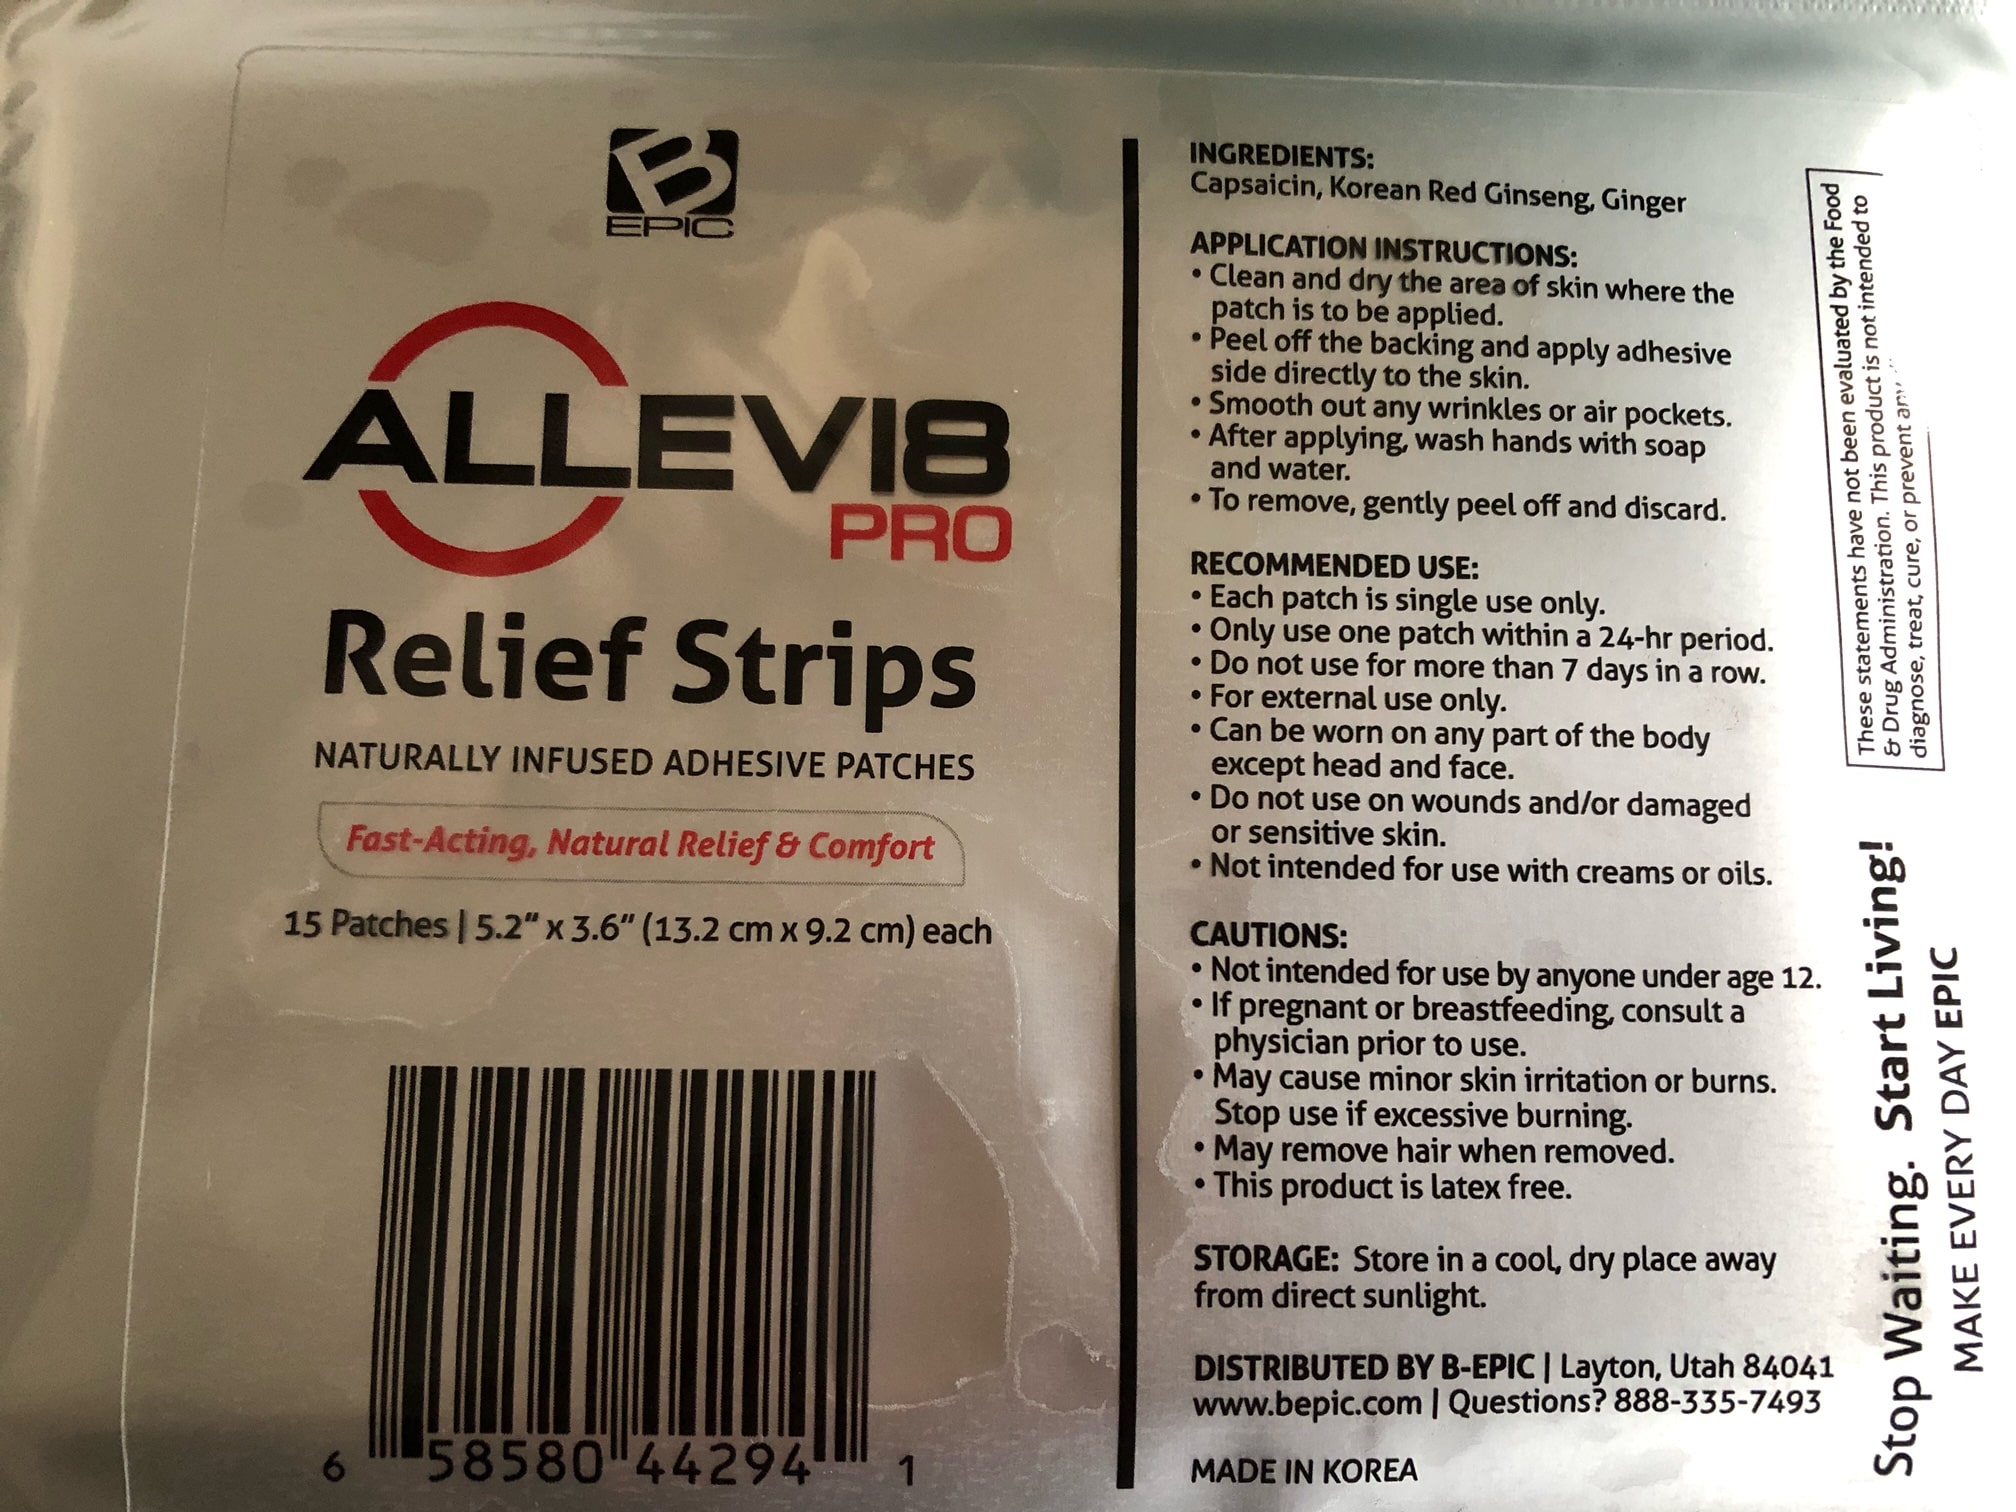 B
EPIC
ALLEVI8
PRO
Relief Strips
NATURALLY INFUSED ADHESIVE PATCHES
Fast-Acting, Natural Relief & Comfort
15 Patches | 5.2" x 3.6" (13.2 cm x 9.2 cm) each
6 58580 44294 1
INGREDIENTS:
Capsaicin, Korean Red Ginseng, Ginger
APPLICATION INSTRUCTIONS:
• Clean and dry the area of skin where the
patch is to be applied.
• Peel off the backing and apply adhesive
side directly to the skin.
• Smooth out any wrinkles or air pockets.
• After applying, wash hands with soap
and water.
• To remove, gently peel off and discard.
RECOMMENDED USE:
• Each patch is single use only.
• Only use one patch within a 24-hr period.
• Do not use for more than 7 days in a row.
• For external use only.
• Can be worn on any part of the body
except head and face.
• Do not use on wounds and/or damaged
or sensitive skin.
• Not intended for use with creams or oils.
CAUTIONS:
• Not intended for use by anyone under age 12.
• If pregnant or breastfeeding, consult a
physician prior to use.
• May cause minor skin irritation or burns.
Stop use if excessive burning.
• May remove hair when removed.
• This product is latex free.
STORAGE: Store in a cool, dry place away
from direct sunlight.
DISTRIBUTED BY B-EPIC | Layton, Utah 84041
www.bepic.com | Questions? 888-335-7493
MADE IN KOREA
These statements have not been evaluated by the Food
& Drug Administration. This product is not intended to
diagnose, treat, cure, or prevent any
Stop Waiting. Start Living!
MAKE EVERY DAY EPIC